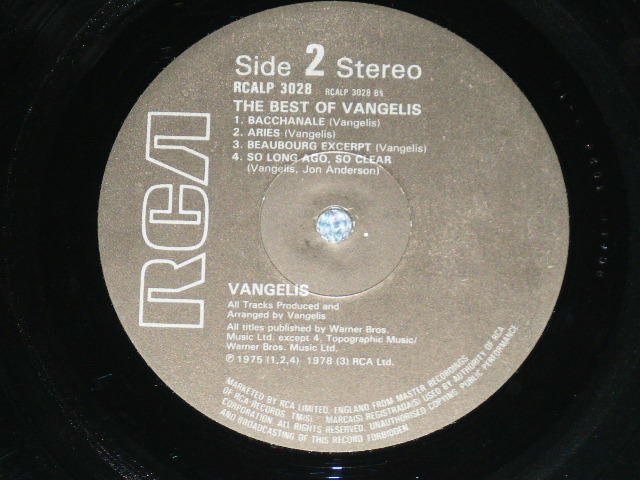 RCA
Side 2 Stereo
RCALP 3028 RCALP 3028 BS
THE BEST OF VANGELIS
1. BACCHANALE (Vangelis)
2. ARIES (Vangelis)
3. BEAUBOURG EXCERPT (Vangelis)
4. SO LONG AGO, SO CLEAR
(Vangelis, Jon Anderson)
VANGELIS
All Tracks Produced and
Arranged by Vangelis
All titles published by Warner Bros.
Music Ltd. except 4, Topographic Music/
Warner Bros. Music Ltd.
℗ 1975 (1,2,4) 1978 (3) RCA Ltd.
MARKETED BY RCA LIMITED, ENGLAND FROM MASTER RECORDINGS
OF RCA RECORDS. TM(S) MARCA(S) REGISTRADA(S) USED BY AUTHORITY OF RCA
CORPORATION. ALL RIGHTS RESERVED. UNAUTHORISED COPYING, PUBLIC PERFORMANCE
AND BROADCASTING OF THIS RECORD FORBIDDEN